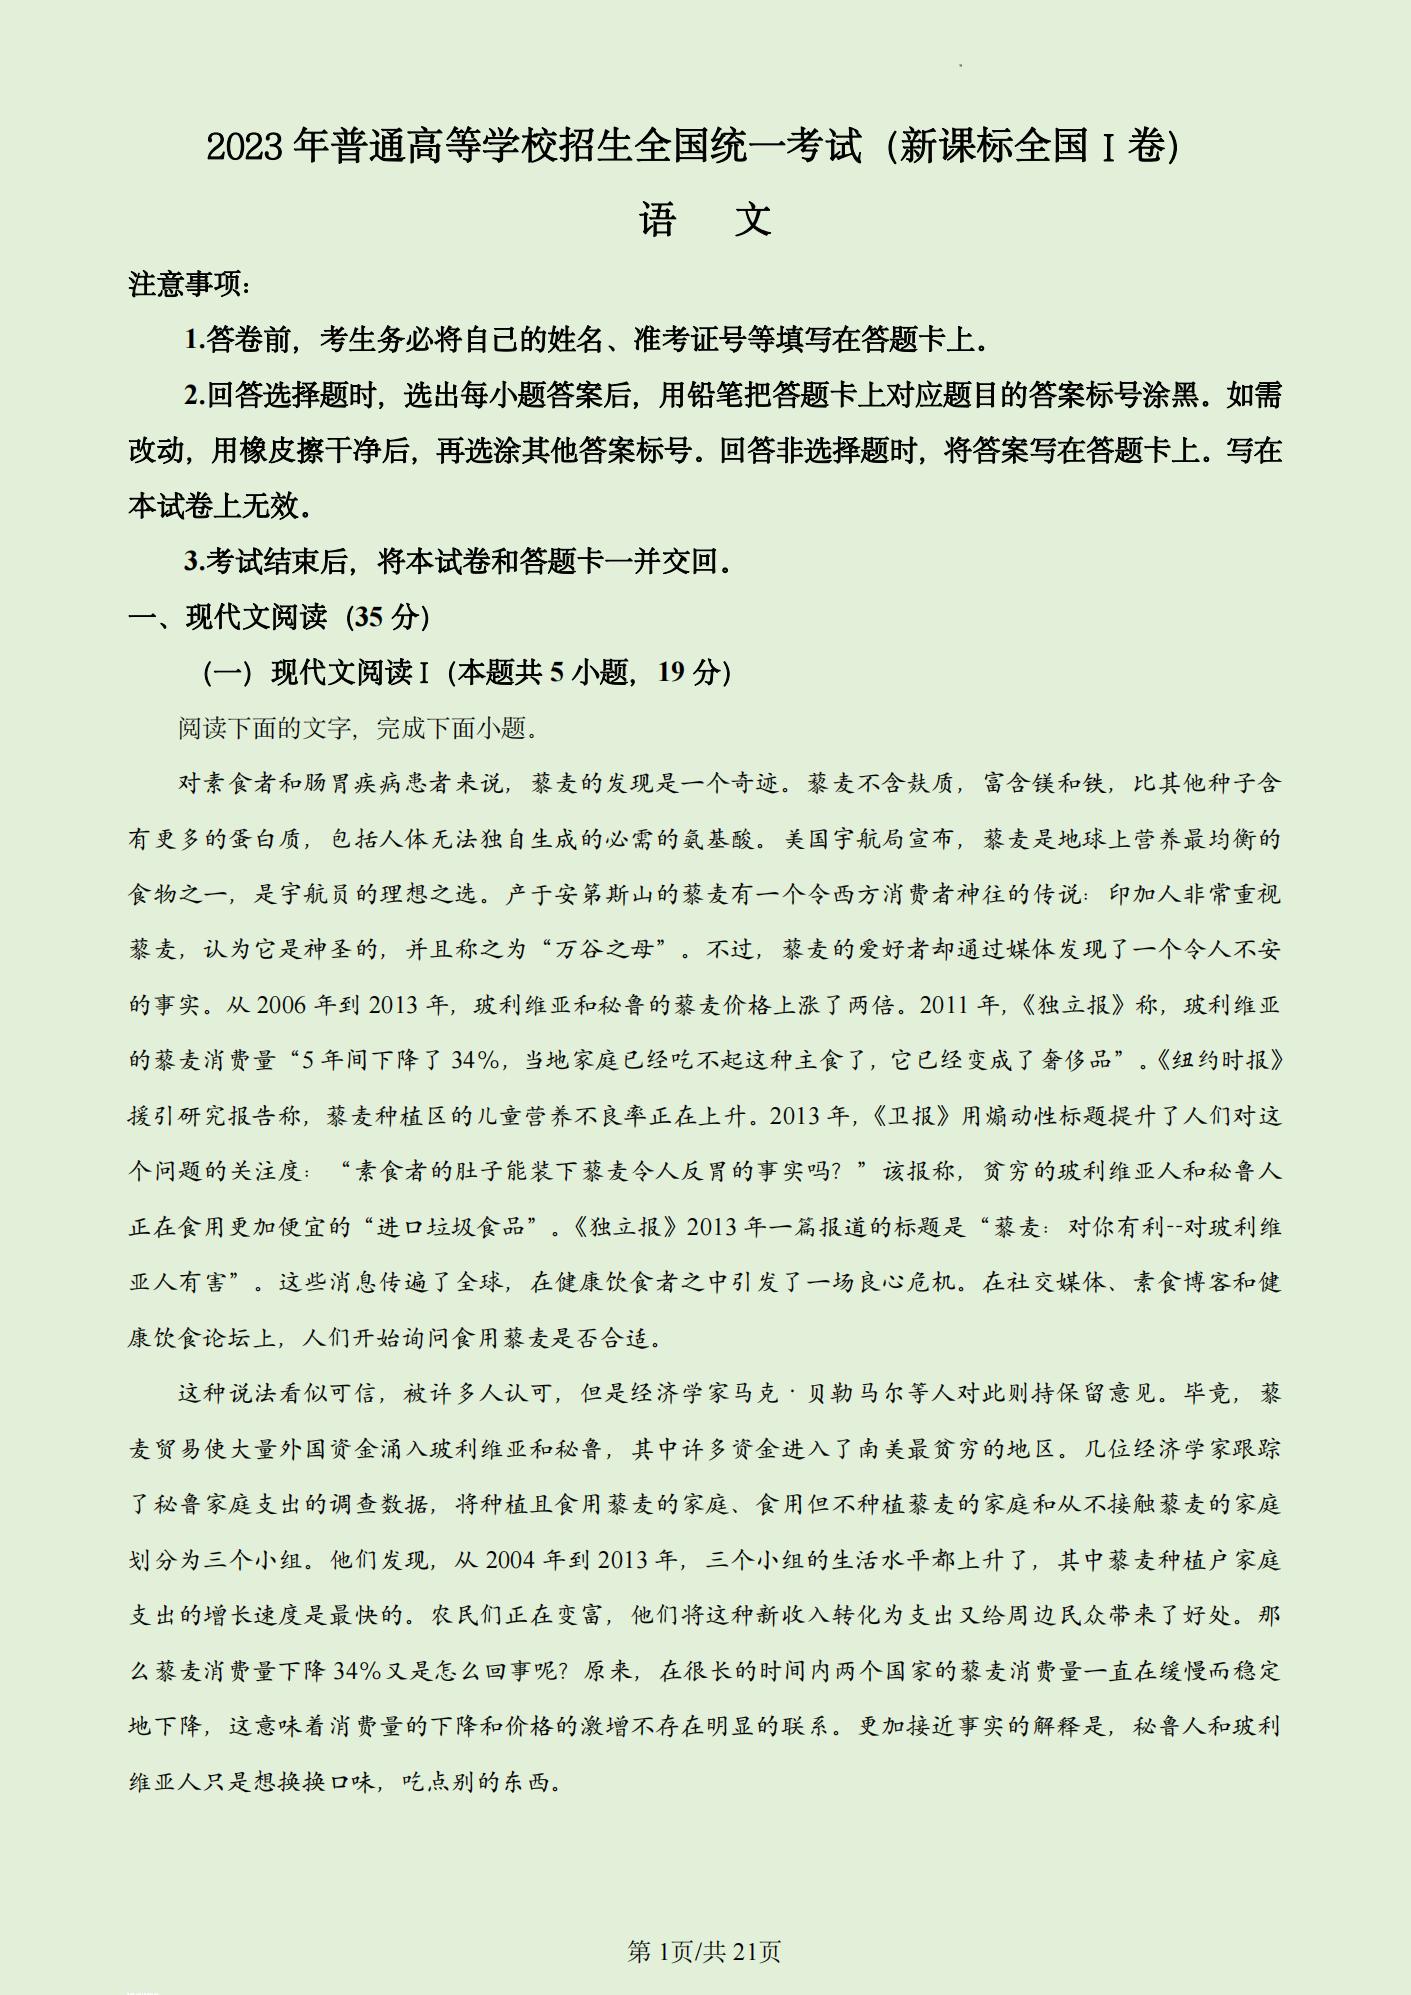 2023 年普通高等学校招生全国统一考试（新课标全国 I 卷）
语 文
注意事项：
1.答卷前，考生务必将自己的姓名、准考证号等填写在答题卡上。
2.回答选择题时，选出每小题答案后，用铅笔把答题卡上对应题目的答案标号涂黑。如需
改动，用橡皮擦干净后，再选涂其他答案标号。回答非选择题时，将答案写在答题卡上。写在
本试卷上无效。
3.考试结束后，将本试卷和答题卡一并交回。
一、现代文阅读（35 分）
（一）现代文阅读 I（本题共 5 小题，19 分）
阅读下面的文字，完成下面小题。
对素食者和肠胃疾病患者来说，藜麦的发现是一个奇迹。藜麦不含麸质，富含镁和铁，比其他种子含
有更多的蛋白质，包括人体无法独自生成的必需的氨基酸。美国宇航局宣布，藜麦是地球上营养最均衡的
食物之一，是宇航员的理想之选。产于安第斯山的藜麦有一个令西方消费者神往的传说：印加人非常重视
藜麦，认为它是神圣的，并且称之为“万谷之母”。不过，藜麦的爱好者却通过媒体发现了一个令人不安
的事实。从 2006 年到 2013 年，玻利维亚和秘鲁的藜麦价格上涨了两倍。2011 年，《独立报》称，玻利维亚
的藜麦消费量“5 年间下降了 34%，当地家庭已经吃不起这种主食了，它已经变成了奢侈品”。《纽约时报》
援引研究报告称，藜麦种植区的儿童营养不良率正在上升。2013 年，《卫报》用煽动性标题提升了人们对这
个问题的关注度：“素食者的肚子能装下藜麦令人反胃的事实吗？”该报称，贫穷的玻利维亚人和秘鲁人
正在食用更加便宜的“进口垃圾食品”。《独立报》2013 年一篇报道的标题是“藜麦：对你有利--对玻利维
亚人有害”。这些消息传遍了全球，在健康饮食者之中引发了一场良心危机。在社交媒体、素食博客和健
康饮食论坛上，人们开始询问食用藜麦是否合适。
这种说法看似可信，被许多人认可，但是经济学家马克·贝勒马尔等人对此则持保留意见。毕竟，藜
麦贸易使大量外国资金涌入玻利维亚和秘鲁，其中许多资金进入了南美最贫穷的地区。几位经济学家跟踪
了秘鲁家庭支出的调查数据，将种植且食用藜麦的家庭、食用但不种植藜麦的家庭和从不接触藜麦的家庭
划分为三个小组。他们发现，从 2004 年到 2013 年，三个小组的生活水平都上升了，其中藜麦种植户家庭
支出的增长速度是最快的。农民们正在变富，他们将这种新收入转化为支出又给周边民众带来了好处。那
么藜麦消费量下降 34%又是怎么回事呢？原来，在很长的时间内两个国家的藜麦消费量一直在缓慢而稳定
地下降，这意味着消费量的下降和价格的激增不存在明显的联系。更加接近事实的解释是，秘鲁人和玻利
维亚人只是想换换口味，吃点别的东西。
第 1页/共 21页